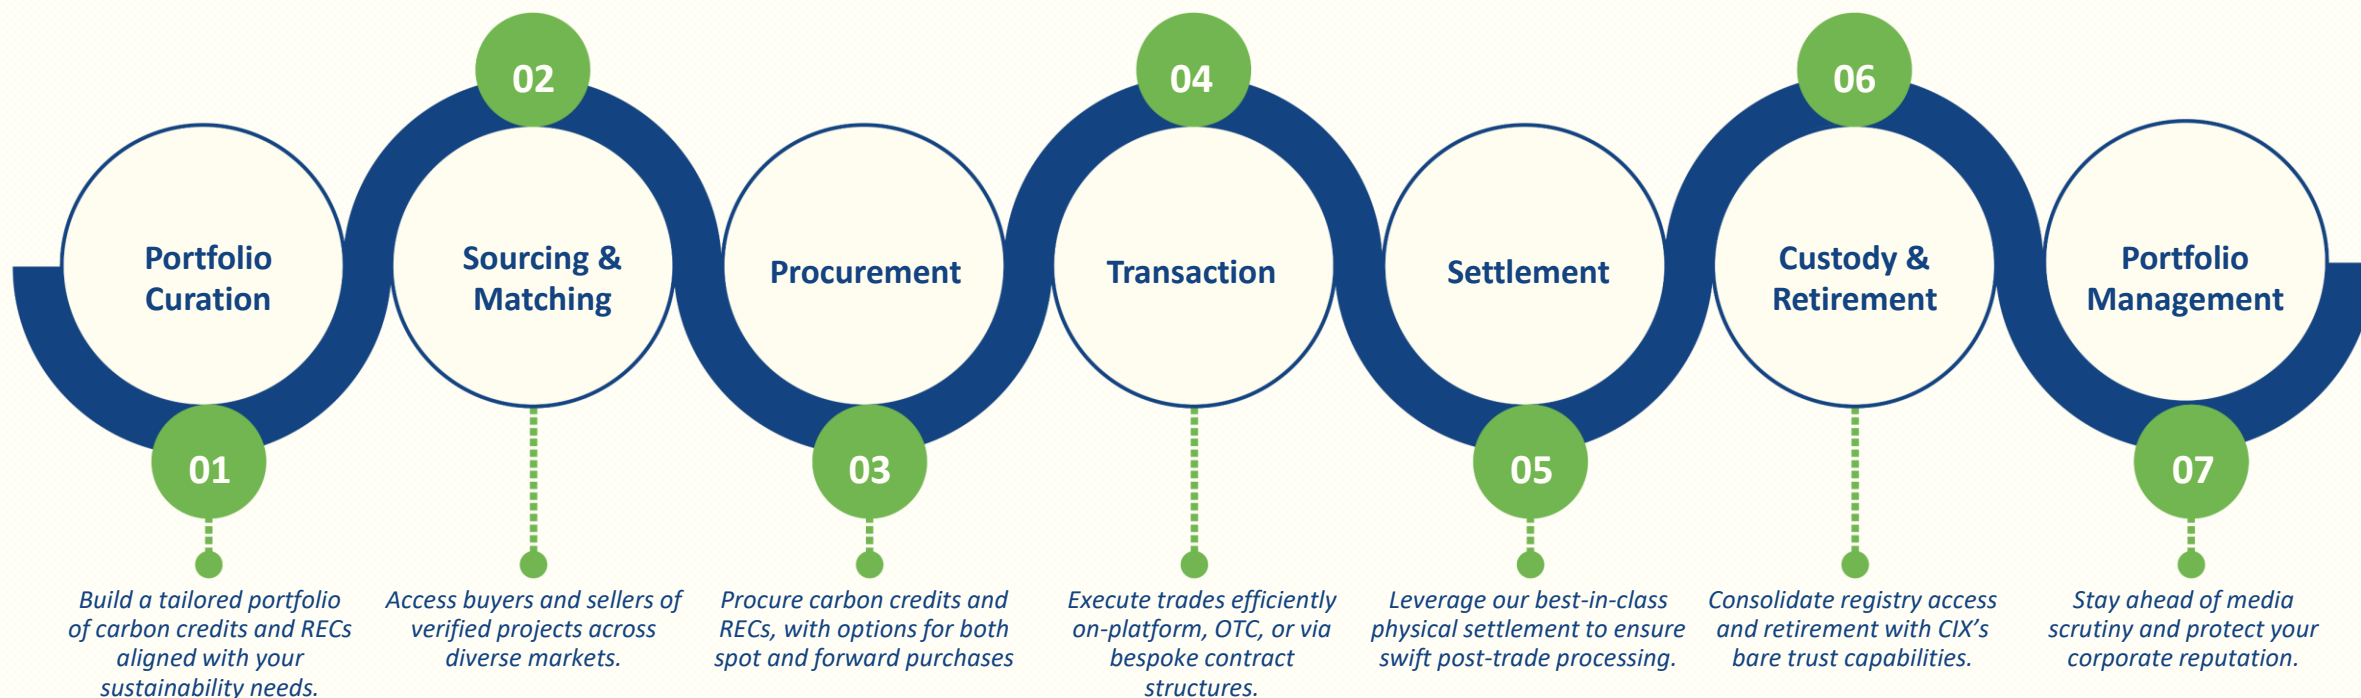 01
Portfolio
Curation
Build a tailored portfolio
of carbon credits and RECs
aligned with your
sustainability needs.
02
Sourcing &
Matching
Access buyers and sellers of
verified projects across
diverse markets.
03
Procurement
Procure carbon credits and
RECs, with options for both
spot and forward purchases
04
Transaction
Execute trades efficiently
on-platform, OTC, or via
bespoke contract
structures.
05
Settlement
Leverage our best-in-class
physical settlement to ensure
swift post-trade processing.
06
Custody &
Retirement
Consolidate registry access
and retirement with CIX’s
bare trust capabilities.
07
Portfolio
Management
Stay ahead of media
scrutiny and protect your
corporate reputation.